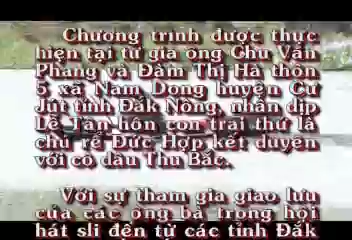 Chương trình được thực
hiện tại tư gia ông Chu Văn
Phang và Đàm Thị Hà thôn
5 xã Nam Dong huyện Cư
Jút tỉnh Đắk Nông, nhân dịp
Lễ Tân hôn con trai thứ là
chú rể Đức Hợp kết duyên
với cô dâu Thu Bắc.
Với sự tham gia giao lưu
của các ông bà trong hội
hát sli đến từ các tỉnh Đắk